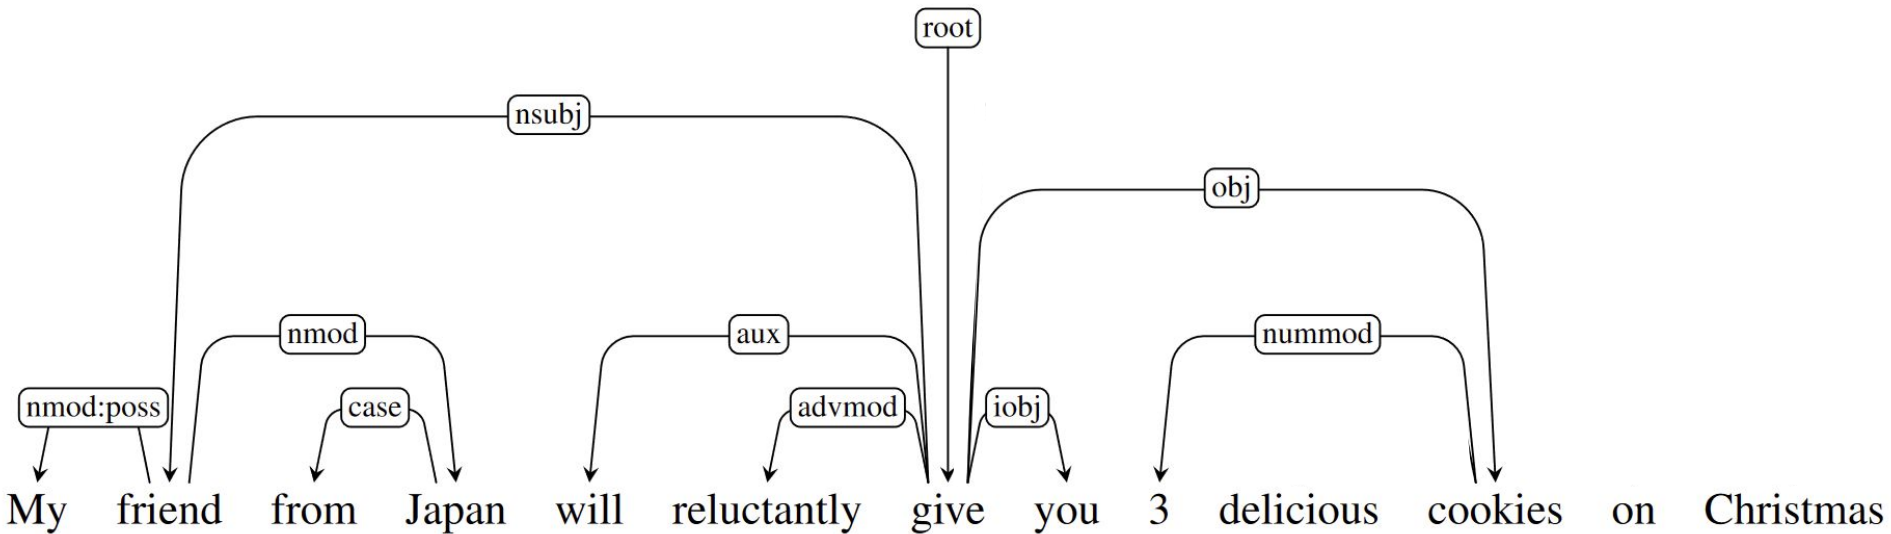 root
nsubj
obj
nmod aux nummod
nmod:poss case advmod iobj
My friend from Japan will reluctantly give you 3 delicious cookies on Christmas